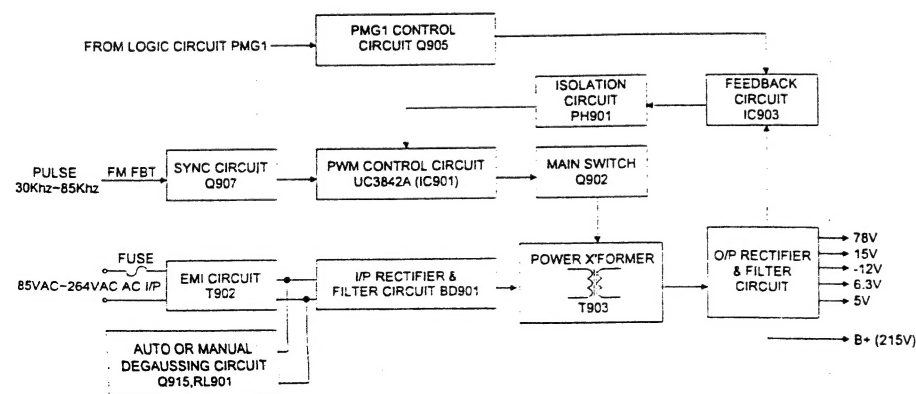 PMG1 CONTROL
CIRCUIT Q905
FROM LOGIC CIRCUIT PMG1
ISOLATION
CIRCUIT
PH901
FEEDBACK
CIRCUIT
IC903
PULSE
30Khz~85Khz
FM FBT
SYNC CIRCUIT
Q907
PWM CONTROL CIRCUIT
UC3842A (IC901)
MAIN SWITCH
Q902
FUSE
85VAC~264VAC AC I/P
EMI CIRCUIT
T902
I/P RECTIFIER &
FILTER CIRCUIT BD901
POWER X'FORMER
T903
O/P RECTIFIER
& FILTER
CIRCUIT
78V
15V
-12V
6.3V
5V
B+ (215V)
AUTO OR MANUAL
DEGAUSSING CIRCUIT
Q915,RL901